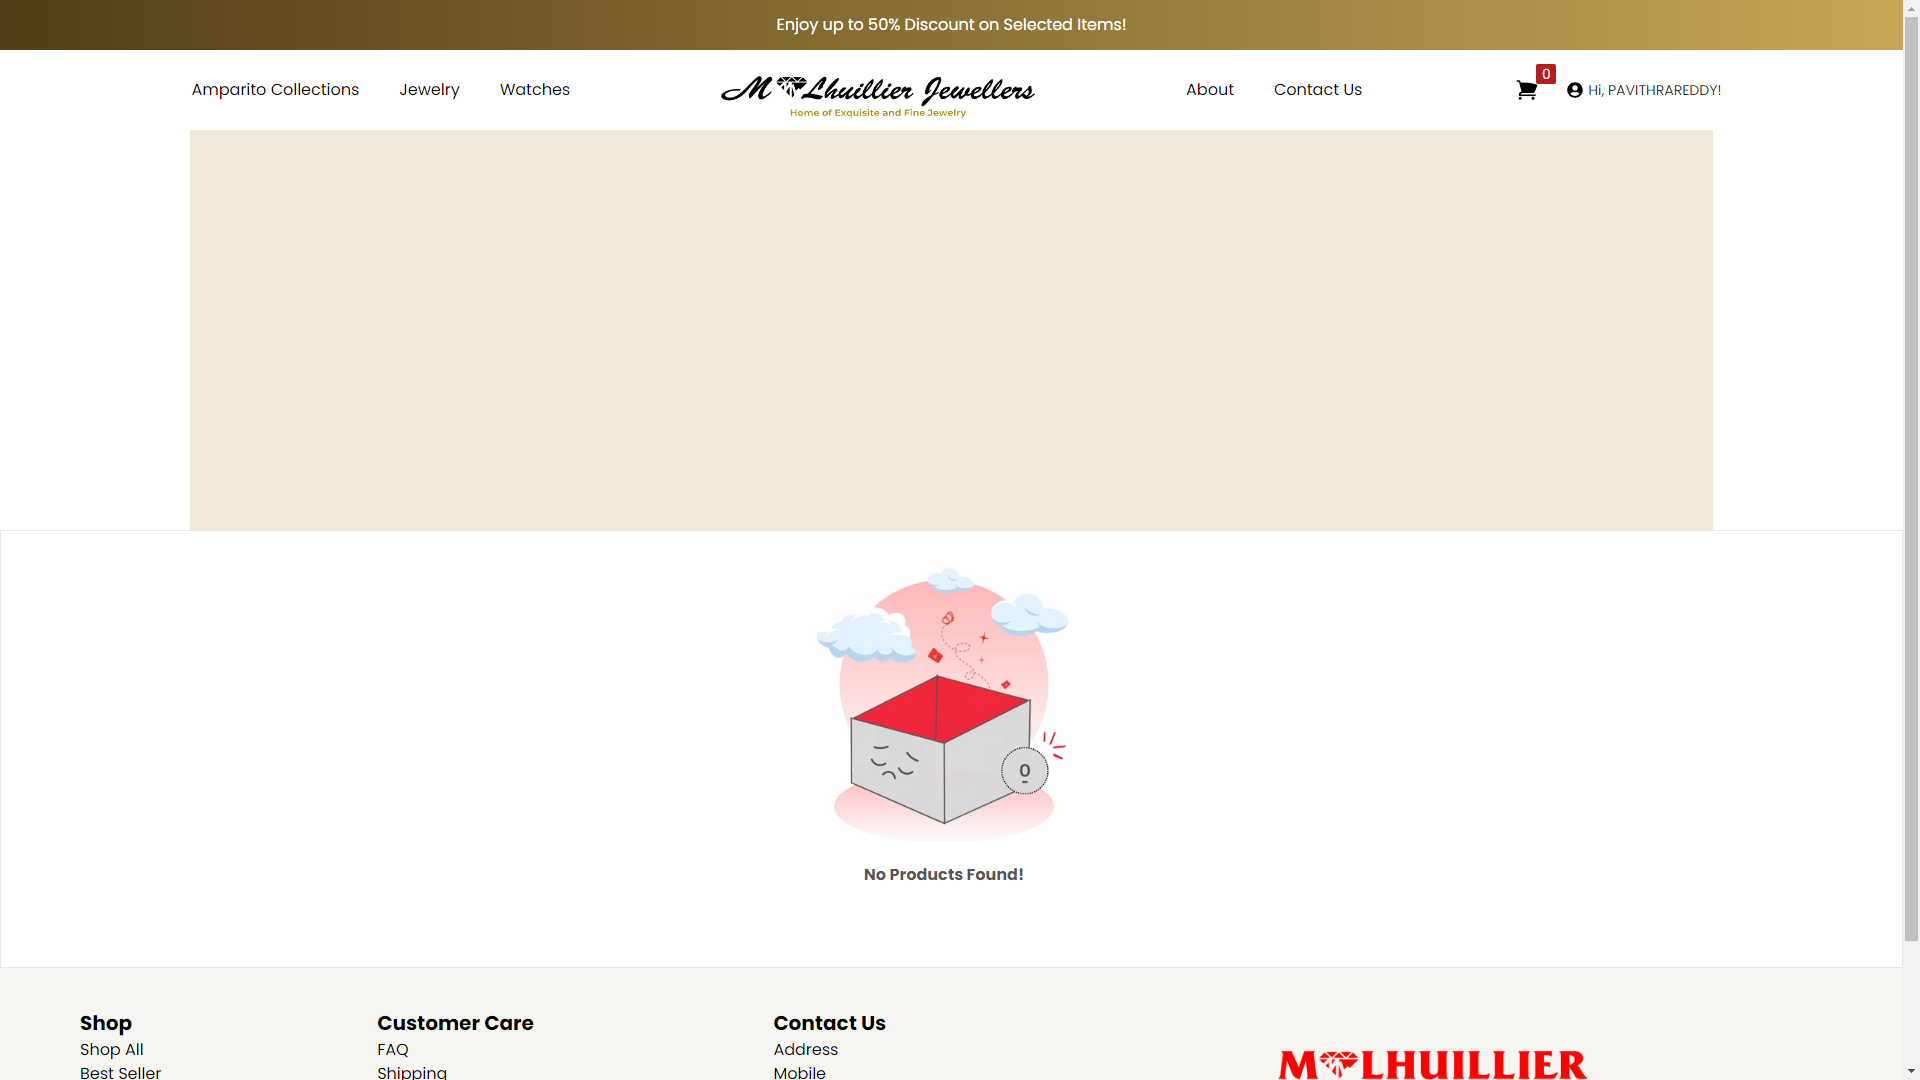 Enjoy up to 50% Discount on Selected Items!
Amparito Collections
Jewelry
Watches
M Lhuillier Jewellers
Home of Exquisite and Fine Jewelry
About
Contact Us
0
Hi, PAVITHRAREDDY!
0
No Products Found!
Shop
Shop All
Best Seller
Customer Care
FAQ
Shipping
Contact Us
Address
Mobile
M LHUILLIER